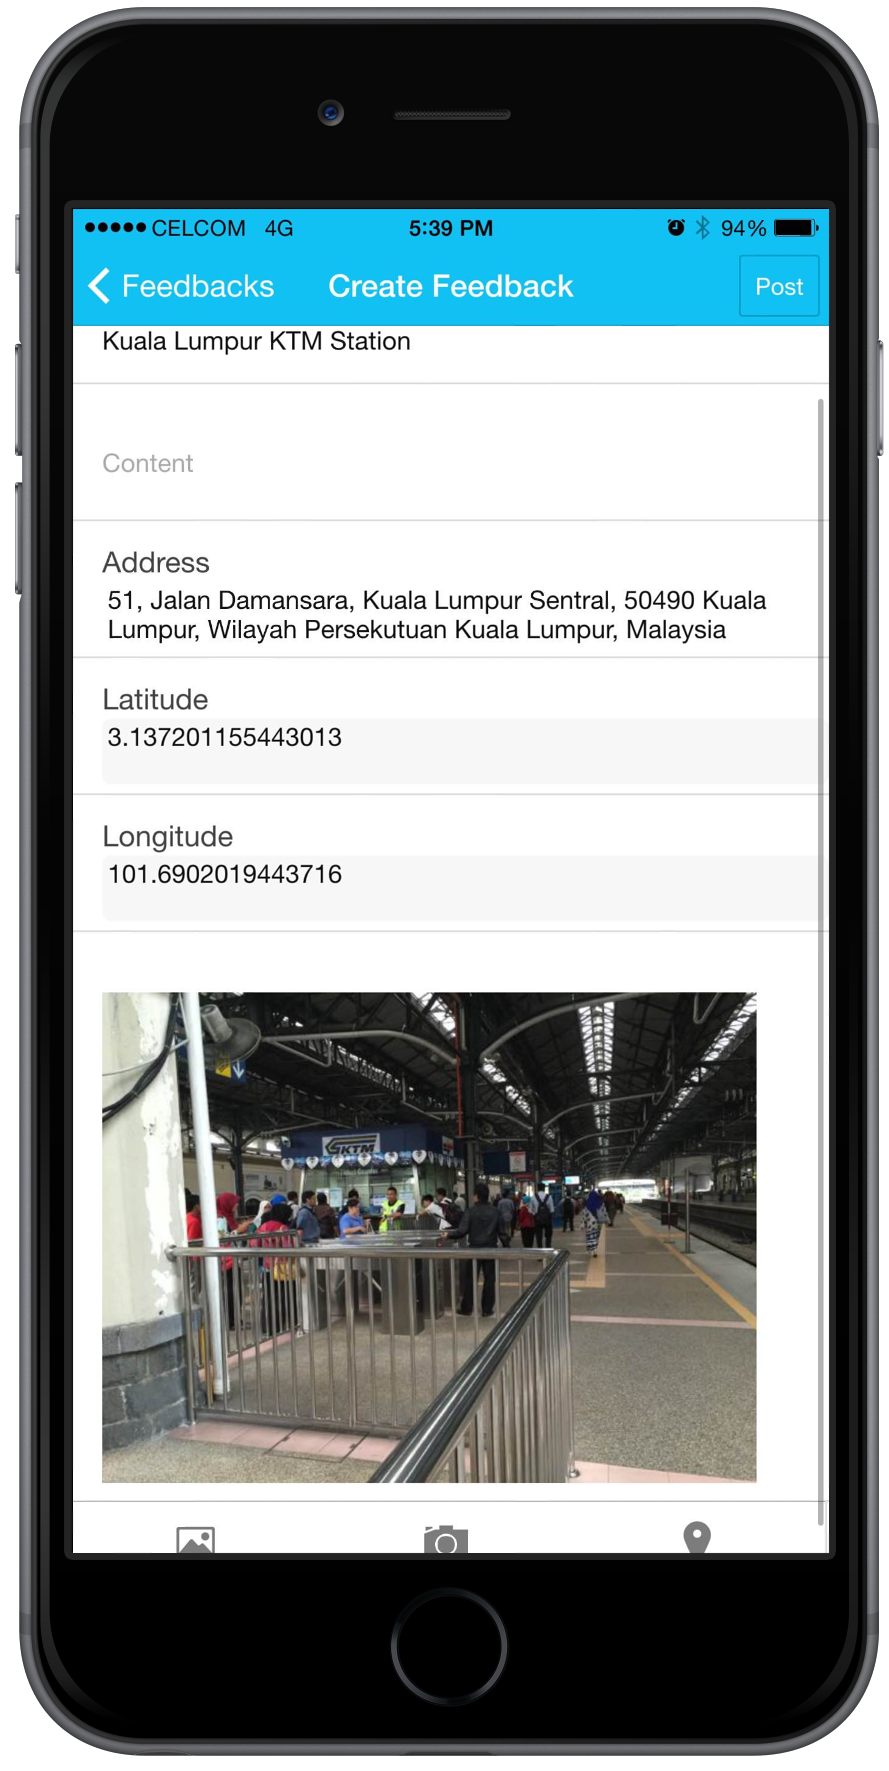 CELCOM 4G 5:39 PM 94%
Feedbacks Create Feedback Post
Kuala Lumpur KTM Station
Content
Address
51, Jalan Damansara, Kuala Lumpur Sentral, 50490 Kuala
Lumpur, Wilayah Persekutuan Kuala Lumpur, Malaysia
Latitude
3.137201155443013
Longitude
101.6902019443716
KTM